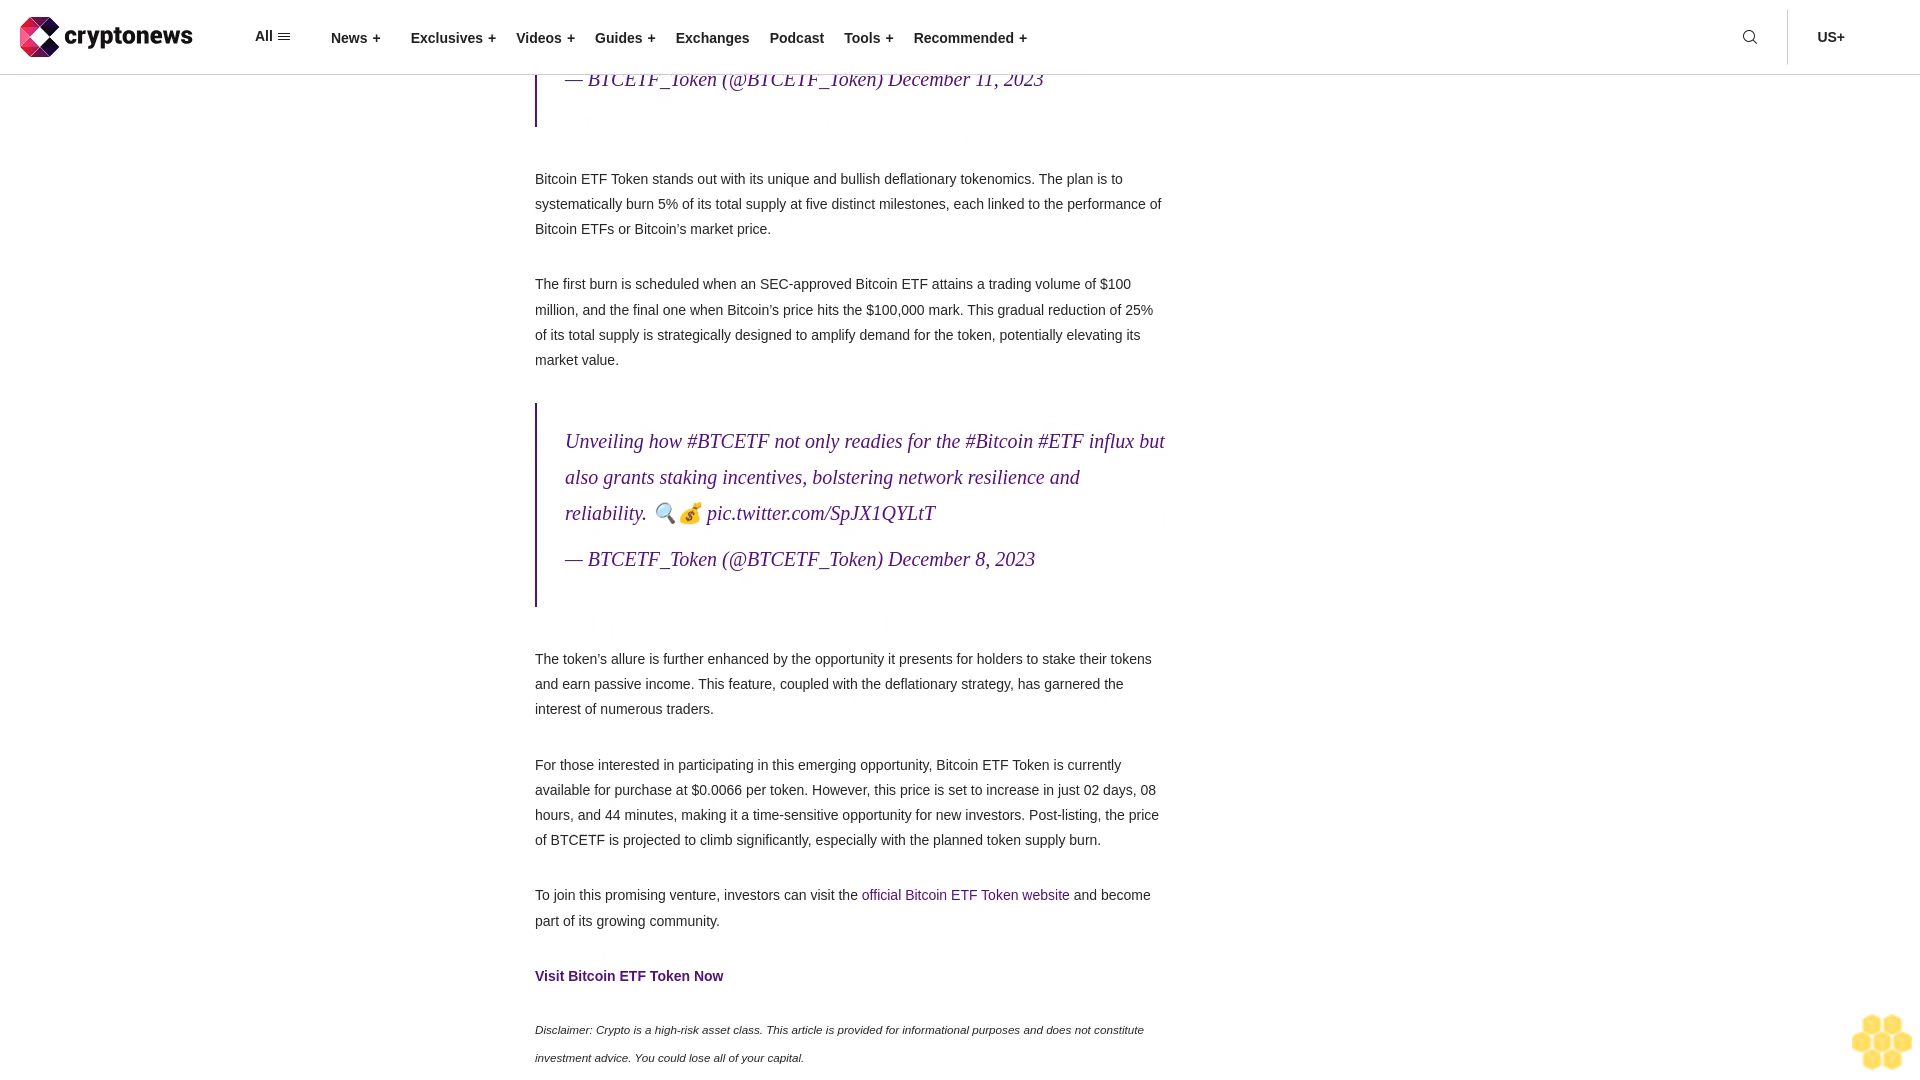 cryptonews
All
News +
Exclusives +
Videos +
Guides +
Exchanges
Podcast
Tools +
Recommended +
US+
— BTCETF_Token (@BTCETF_Token) December 11, 2023
Bitcoin ETF Token stands out with its unique and bullish deflationary tokenomics. The plan is to
systematically burn 5% of its total supply at five distinct milestones, each linked to the performance of
Bitcoin ETFs or Bitcoin’s market price.
The first burn is scheduled when an SEC-approved Bitcoin ETF attains a trading volume of $100
million, and the final one when Bitcoin’s price hits the $100,000 mark. This gradual reduction of 25%
of its total supply is strategically designed to amplify demand for the token, potentially elevating its
market value.
Unveiling how #BTCETF not only readies for the #Bitcoin #ETF influx but
also grants staking incentives, bolstering network resilience and
reliability. 🔍💰 pic.twitter.com/SpJX1QYLtT
— BTCETF_Token (@BTCETF_Token) December 8, 2023
The token’s allure is further enhanced by the opportunity it presents for holders to stake their tokens
and earn passive income. This feature, coupled with the deflationary strategy, has garnered the
interest of numerous traders.
For those interested in participating in this emerging opportunity, Bitcoin ETF Token is currently
available for purchase at $0.0066 per token. However, this price is set to increase in just 02 days, 08
hours, and 44 minutes, making it a time-sensitive opportunity for new investors. Post-listing, the price
of BTCETF is projected to climb significantly, especially with the planned token supply burn.
To join this promising venture, investors can visit the official Bitcoin ETF Token website and become
part of its growing community.
Visit Bitcoin ETF Token Now
Disclaimer: Crypto is a high-risk asset class. This article is provided for informational purposes and does not constitute
investment advice. You could lose all of your capital.